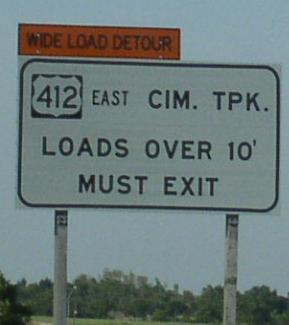 WIDE LOAD DETOUR
412 EAST CIM. TPK.
LOADS OVER 10'
MUST EXIT